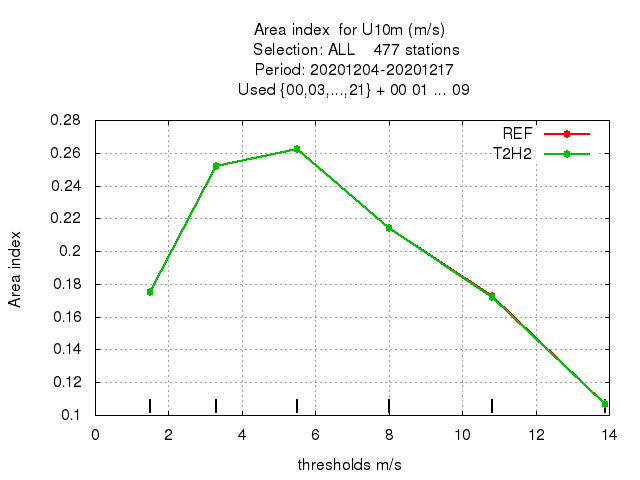 Area index  for U10m (m/s)
Selection: ALL    477 stations
Period: 20201204-20201217
Used {00,03,...,21} + 00 01 ... 09
REF
T2H2
0.28
0.26
0.24
0.22
0.2
0.18
0.16
0.14
0.12
0.1
Area index
0 2 4 6 8 10 12 14
thresholds m/s